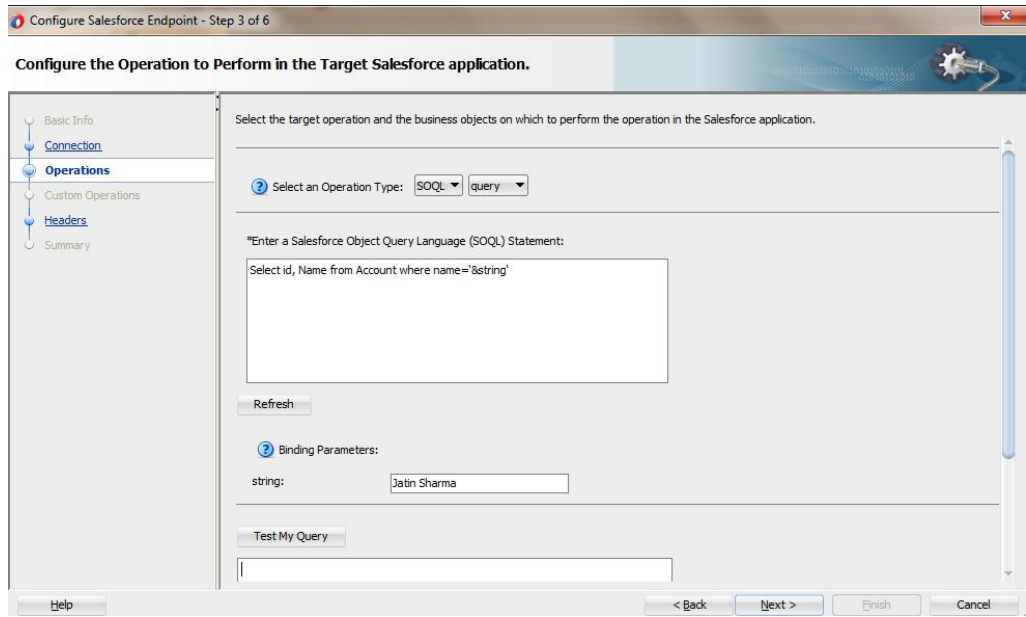 Configure Salesforce Endpoint - Step 3 of 6
Configure the Operation to Perform in the Target Salesforce application.
Basic Info
Connection
Operations
Custom Operations
Headers
Summary
Select the target operation and the business objects on which to perform the operation in the Salesforce application.
Select an Operation Type: SOQL query
*Enter a Salesforce Object Query Language (SOQL) Statement:
Select id, Name from Account where name='&string'
Refresh
Binding Parameters:
string: Jatin Sharma
Test My Query
Help < Back Next > Finish Cancel